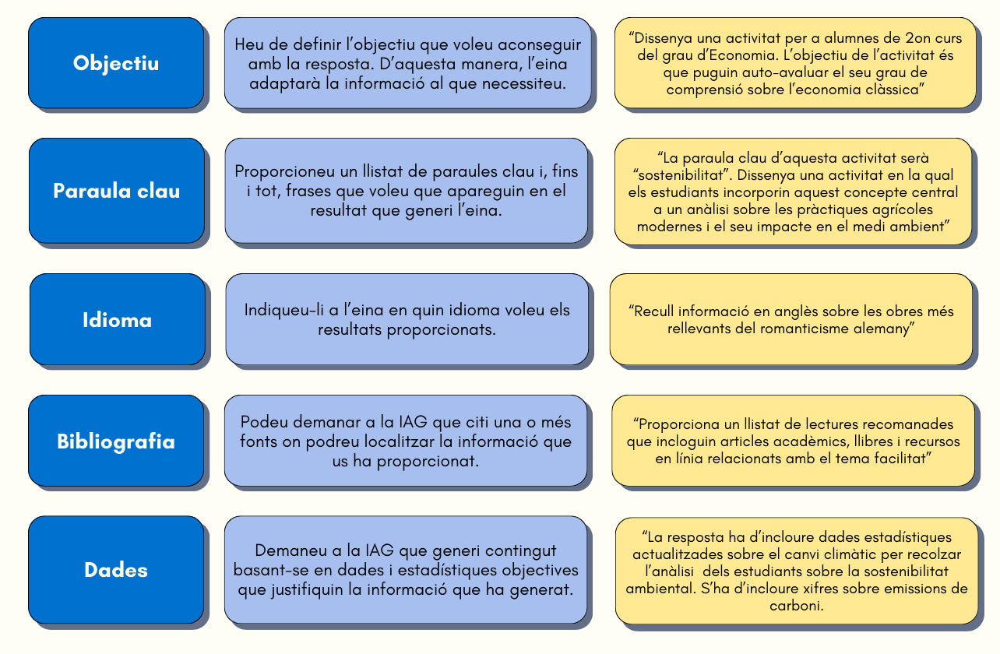 Objectiu
Heu de definir l'objectiu que voleu aconseguir
amb la resposta. D'aquesta manera, l'eina
adaptarà la informació al que necessiteu.
“Dissenya una activitat per a alumnes de 2on curs
del grau d'Economia. L'objectiu de l'activitat és
que puguin auto-avaluar el seu grau de
comprensió sobre l'economia clàssica”
Paraula clau
Proporcioneu un llistat de paraules clau i, fins
i tot, frases que voleu que apareguin en el
resultat que generi l'eina.
“La paraula clau d'aquesta activitat serà
“sostenibilitat”. Dissenya una activitat en la qual
els estudiants incorporin aquest concepte central
a un anàlisi sobre les pràctiques agrícoles
modernes i el seu impacte en el medi ambient”
Idioma
Indiqueu-li a l'eina en quin idioma voleu els
resultats proporcionats.
“Recull informació en anglès sobre les obres més
rellevants del romanticisme alemany”
Bibliografia
Podeu demanar a la IAG que citi una o més
fonts on podreu localitzar la informació que
us ha proporcionat.
“Proporciona un llistat de lectures recomanades
que incloguin articles acadèmics, llibres i recursos
en línia relacionats amb el tema facilitat”
Dades
Demaneu a la IAG que generi contingut
basant-se en dades i estadístiques objectives
que justifiquin la informació que ha generat.
“La resposta ha d'incloure dades estadístiques
actualitzades sobre el canvi climàtic per recolzar
l'anàlisi dels estudiants sobre la sostenibilitat
ambiental. S'ha d'incloure xifres sobre emissions de
carboni.